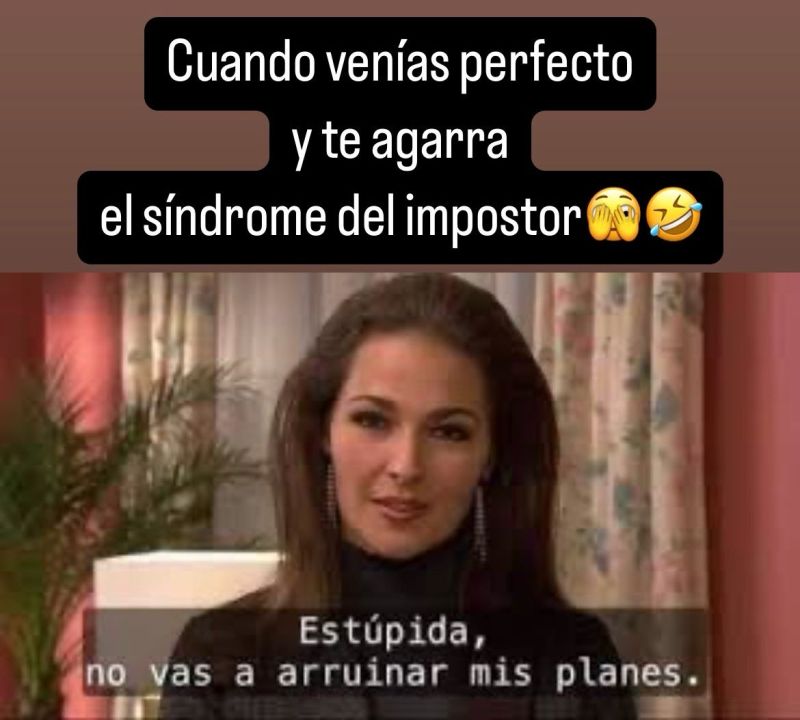 Cuando venías perfecto
y te agarra
el síndrome del impostor🫣🤣
Estúpida,
no vas a arruinar mis planes.